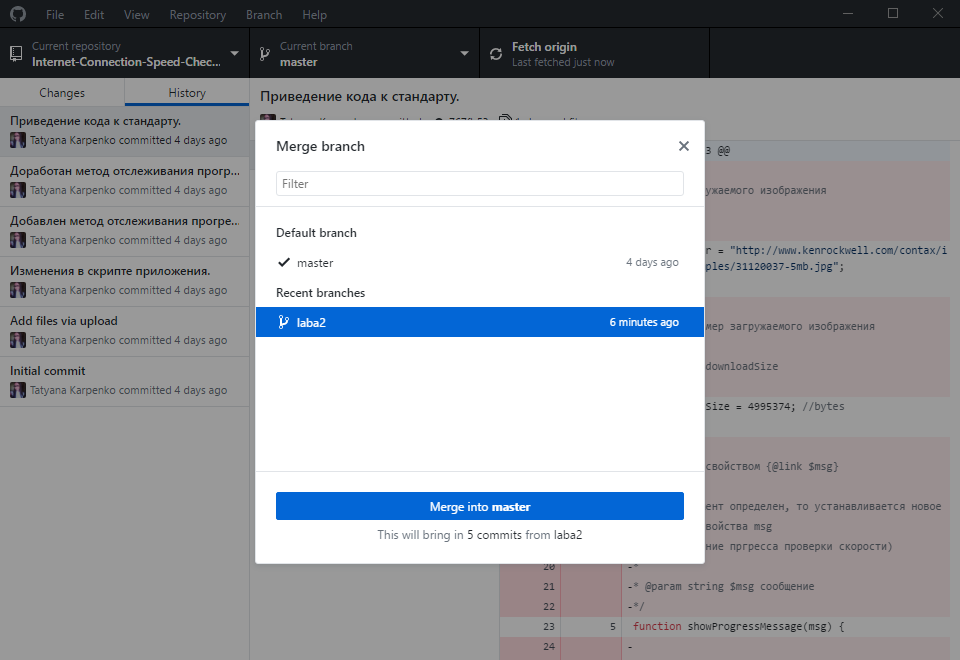 File Edit View Repository Branch Help
Current repository
Internet-Connection-Speed-Chec...
Current branch
master
Fetch origin
Last fetched just now
Changes
History
Приведение кода к стандарту.
Tatyana Karpenko committed 4 days ago
Доработан метод отслеживания прогр...
Tatyana Karpenko committed 4 days ago
Добавлен метод отслеживания прогре...
Tatyana Karpenko committed 4 days ago
Изменения в скрипте приложения.
Tatyana Karpenko committed 4 days ago
Add files via upload
Tatyana Karpenko committed 4 days ago
Initial commit
Tatyana Karpenko committed 4 days ago
Приведение кода к стандарту.
Merge branch
Filter
Default branch
master 4 days ago
Recent branches
laba2 6 minutes ago
Merge into master
This will bring in 5 commits from laba2
3 @@
ужаемого изображения
r = "http://www.kenrockwell.com/contax/i
ples/31120037-5mb.jpg";
мер загружаемого изображения
downloadSize
Size = 4995374; //bytes
свойством {@link $msg}
ент определен, то устанавливается новое
войства msg
ние пргресса проверки скорости)
20 -*
21 -* @param string $msg сообщение
22 -*/
23 5 function showProgressMessage(msg) {
24 -